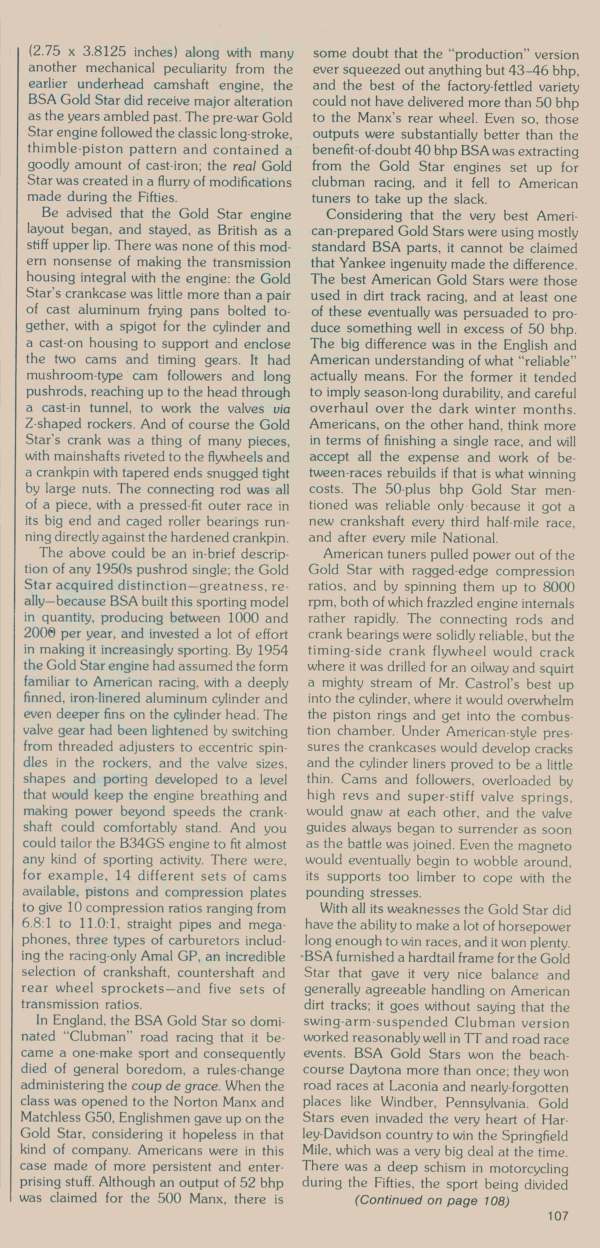 (2.75 x 3.8125 inches) along with many
another mechanical peculiarity from the
earlier underhead camshaft engine, the
BSA Gold Star did receive major alteration
as the years ambled past. The pre-war Gold
Star engine followed the classic long-stroke,
thimble-piston pattern and contained a
goodly amount of cast-iron; the real Gold
Star was created in a flurry of modifications
made during the Fifties.
Be advised that the Gold Star engine
layout began, and stayed, as British as a
stiff upper lip. There was none of this mod-
ern nonsense of making the transmission
housing integral with the engine: the Gold
Star's crankcase was little more than a pair
of cast aluminum frying pans bolted to-
gether, with a spigot for the cylinder and
a cast-on housing to support and enclose
the two cams and timing gears. It had
mushroom-type cam followers and long
pushrods, reaching up to the head through
a cast-in tunnel, to work the valves via
Z-shaped rockers. And of course the Gold
Star's crank was a thing of many pieces,
with mainshafts riveted to the flywheels and
a crankpin with tapered ends snugged tight
by large nuts. The connecting rod was all
of a piece, with a pressed-fit outer race in
its big end and caged roller bearings run-
ning directly against the hardened crankpin.
The above could be an in-brief descrip-
tion of any 1950s pushrod single; the Gold
Star acquired distinction—greatness, re-
ally—because BSA built this sporting model
in quantity, producing between 1000 and
2000 per year, and invested a lot of effort
in making it increasingly sporting. By 1954
the Gold Star engine had assumed the form
familiar to American racing, with a deeply
finned, iron-linered aluminum cylinder and
even deeper fins on the cylinder head. The
valve gear had been lightened by switching
from threaded adjusters to eccentric spin-
dles in the rockers, and the valve sizes,
shapes and porting developed to a level
that would keep the engine breathing and
making power beyond speeds the crank-
shaft could comfortably stand. And you
could tailor the B34GS engine to fit almost
any kind of sporting activity. There were,
for example, 14 different sets of cams
available, pistons and compression plates
to give 10 compression ratios ranging from
6.8:1 to 11.0:1, straight pipes and mega-
phones, three types of carburetors includ-
ing the racing-only Amal GP, an incredible
selection of crankshaft, countershaft and
rear wheel sprockets—and five sets of
transmission ratios.
In England, the BSA Gold Star so domi-
nated "Clubman" road racing that it be-
came a one-make sport and consequently
died of general boredom, a rules-change
administering the coup de grace. When the
class was opened to the Norton Manx and
Matchless G50, Englishmen gave up on the
Gold Star, considering it hopeless in that
kind of company. Americans were in this
case made of more persistent and enter-
prising stuff. Although an output of 52 bhp
was claimed for the 500 Manx, there is
some doubt that the "production" version
ever squeezed out anything but 43-46 bhp,
and the best of the factory-fettled variety
could not have delivered more than 50 bhp
to the Manx's rear wheel. Even so, those
outputs were substantially better than the
benefit-of-doubt 40 bhp BSA was extracting
from the Gold Star engines set up for
clubman racing, and it fell to American
tuners to take up the slack.
Considering that the very best Ameri-
can-prepared Gold Stars were using mostly
standard BSA parts, it cannot be claimed
that Yankee ingenuity made the difference.
The best American Gold Stars were those
used in dirt track racing, and at least one
of these eventually was persuaded to pro-
duce something well in excess of 50 bhp.
The big difference was in the English and
American understanding of what "reliable"
actually means. For the former it tended
to imply season-long durability, and careful
overhaul over the dark winter months.
Americans, on the other hand, think more
in terms of finishing a single race, and will
accept all the expense and work of be-
tween-races rebuilds if that is what winning
costs. The 50-plus bhp Gold Star men-
tioned was reliable only because it got a
new crankshaft every third half-mile race,
and after every mile National.
American tuners pulled power out of the
Gold Star with ragged-edge compression
ratios, and by spinning them up to 8000
rpm, both of which frazzled engine internals
rather rapidly. The connecting rods and
crank bearings were solidly reliable, but the
timing-side crank flywheel would crack
where it was drilled for an oilway and squirt
a mighty stream of Mr. Castrol's best up
into the cylinder, where it would overwhelm
the piston rings and get into the combus-
tion chamber. Under American-style pres-
sures the crankcases would develop cracks
and the cylinder liners proved to be a little
thin. Cams and followers, overloaded by
high revs and super-stiff valve springs,
would gnaw at each other, and the valve
guides always began to surrender as soon
as the battle was joined. Even the magneto
would eventually begin to wobble around,
its supports too limber to cope with the
pounding stresses.
With all its weaknesses the Gold Star did
have the ability to make a lot of horsepower
long enough to win races, and it won plenty.
BSA furnished a hardtail frame for the Gold
Star that gave it very nice balance and
generally agreeable handling on American
dirt tracks; it goes without saying that the
swing-arm-suspended Clubman version
worked reasonably well in TT and road race
events. BSA Gold Stars won the beach-
course Daytona more than once; they won
road races at Laconia and nearly-forgotten
places like Windber, Pennsylvania. Gold
Stars even invaded the very heart of Har-
ley-Davidson country to win the Springfield
Mile, which was a very big deal at the time.
There was a deep schism in motorcycling
during the Fifties, the sport being divided
(Continued on page 108)
107